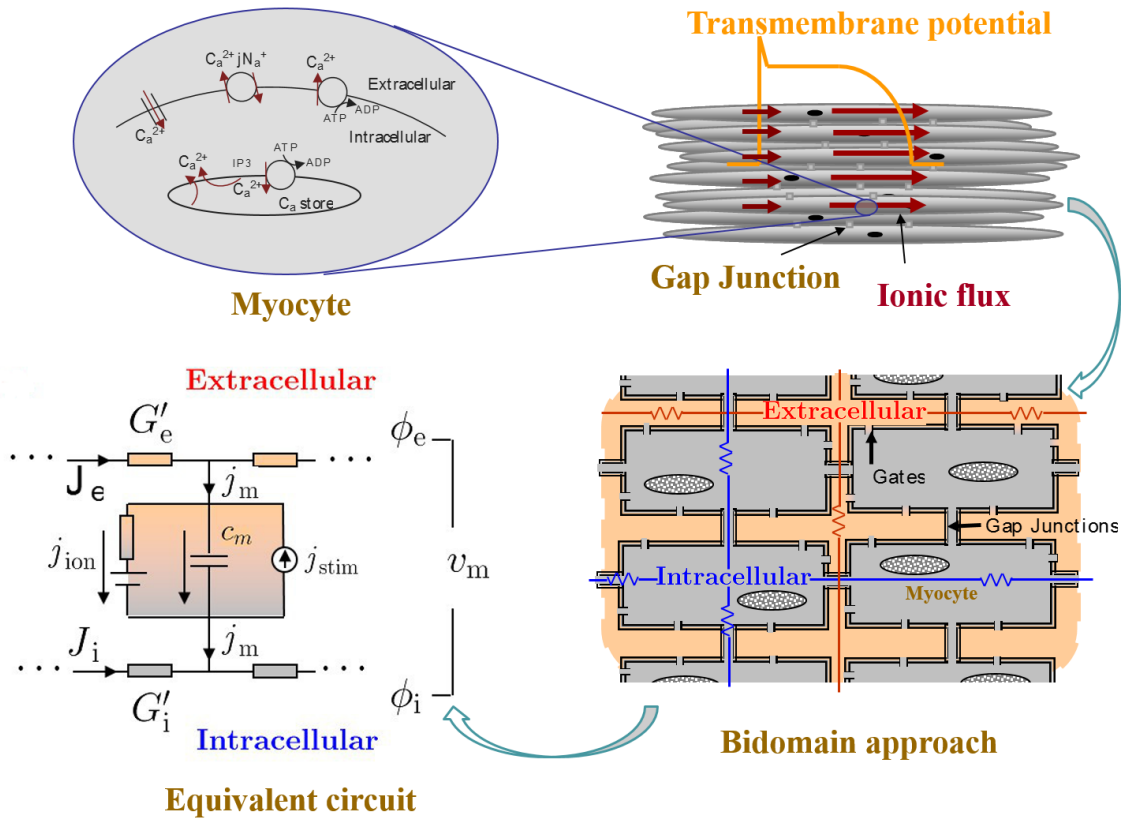 Transmembrane potential
Ca2+ jNa+
Ca2+
Extracellular
ATP
ADP
Intracellular
Ca2+
Ca2+
IP3
ATP
ADP
Ca2+
Ca store
Myocyte
Gap Junction
Ionic flux
Extracellular
G′e
ϕe
Je
jm
cm
jion
jstim
vm
Ji
jm
G′i
ϕi
Intracellular
Equivalent circuit
Extracellular
Gates
Gap Junctions
Intracellular
Myocyte
Bidomain approach